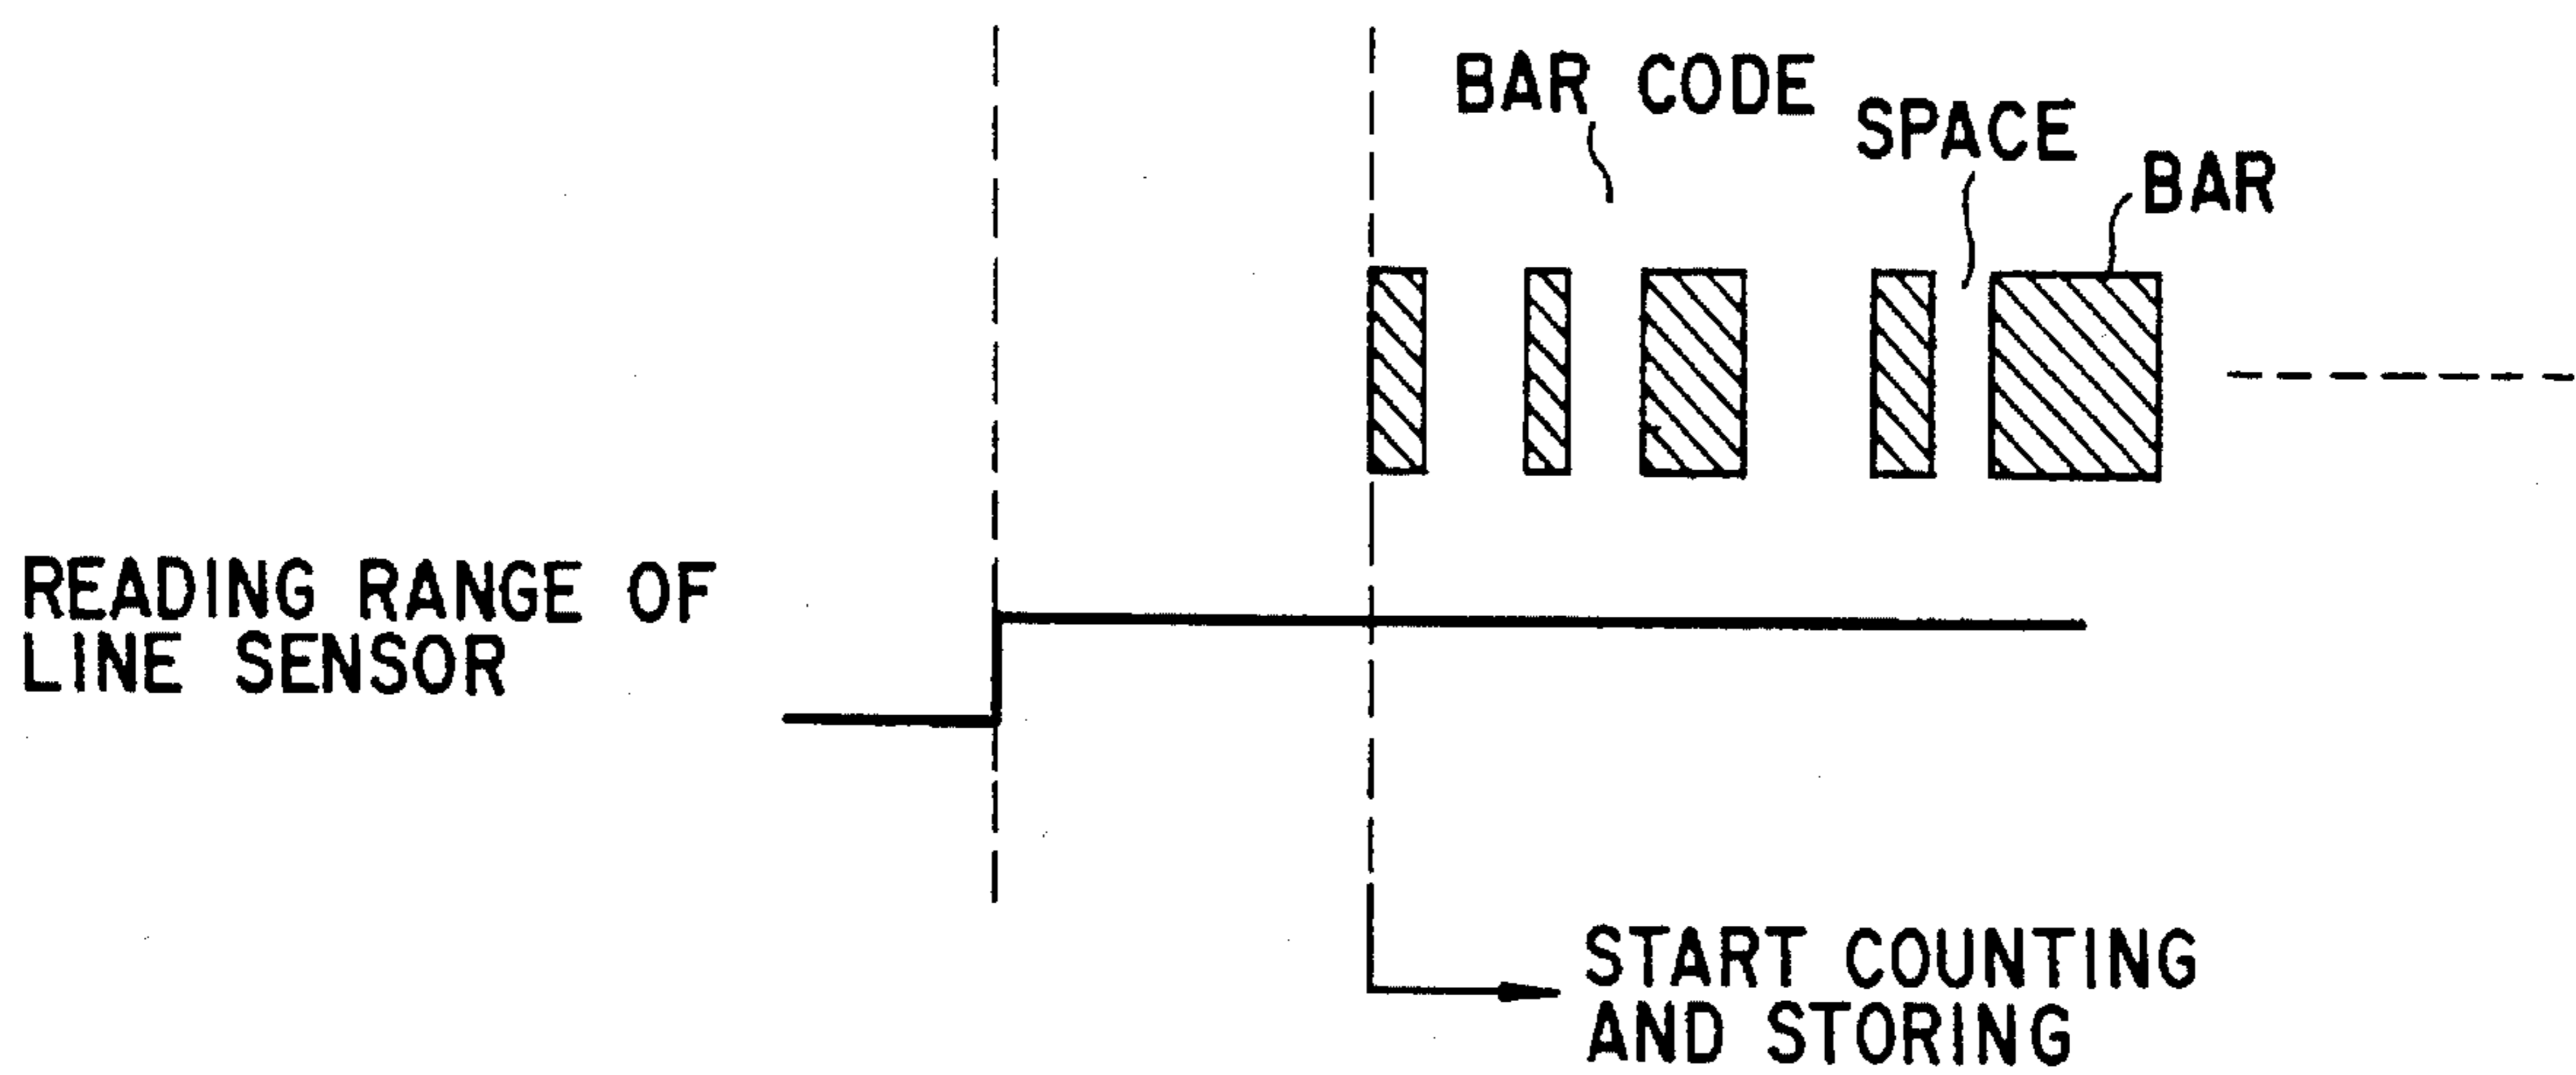 BAR CODE
SPACE
BAR
READING RANGE OF
LINE SENSOR
START COUNTING
AND STORING